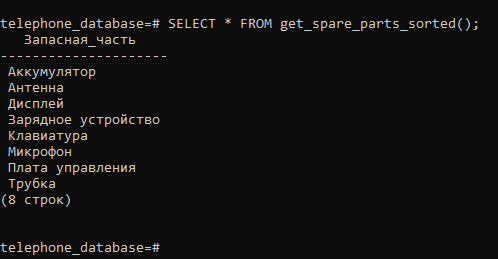 telephone_database=# SELECT * FROM get_spare_parts_sorted();
Запасная_часть
---------------------
Аккумулятор
Антенна
Дисплей
Зарядное устройство
Клавиатура
Микрофон
Плата управления
Трубка
(8 строк)
telephone_database=#